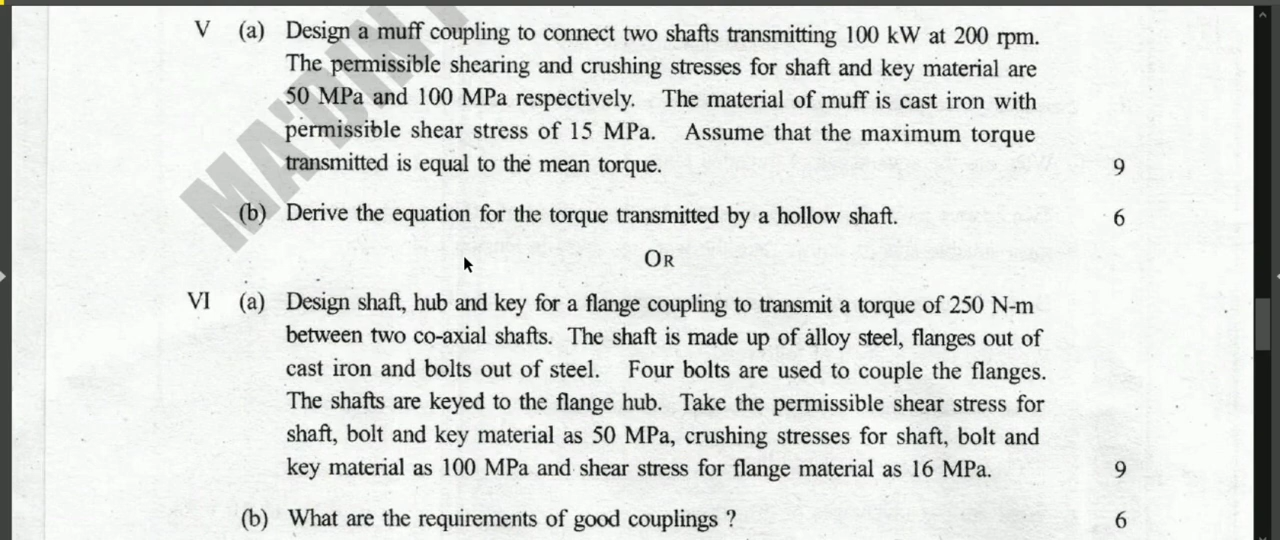 V (a) Design a muff coupling to connect two shafts transmitting 100 kW at 200 rpm.
The permissible shearing and crushing stresses for shaft and key material are
50 MPa and 100 MPa respectively. The material of muff is cast iron with
permissible shear stress of 15 MPa. Assume that the maximum torque
transmitted is equal to the mean torque. 9
(b) Derive the equation for the torque transmitted by a hollow shaft. 6
OR
VI (a) Design shaft, hub and key for a flange coupling to transmit a torque of 250 N-m
between two co-axial shafts. The shaft is made up of alloy steel, flanges out of
cast iron and bolts out of steel. Four bolts are used to couple the flanges.
The shafts are keyed to the flange hub. Take the permissible shear stress for
shaft, bolt and key material as 50 MPa, crushing stresses for shaft, bolt and
key material as 100 MPa and shear stress for flange material as 16 MPa. 9
(b) What are the requirements of good couplings ? 6
MA'DIN